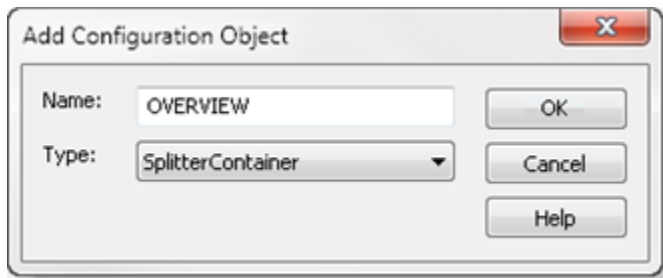 Add Configuration Object
Name: OVERVIEW OK
Type: SplitterContainer Cancel
Help